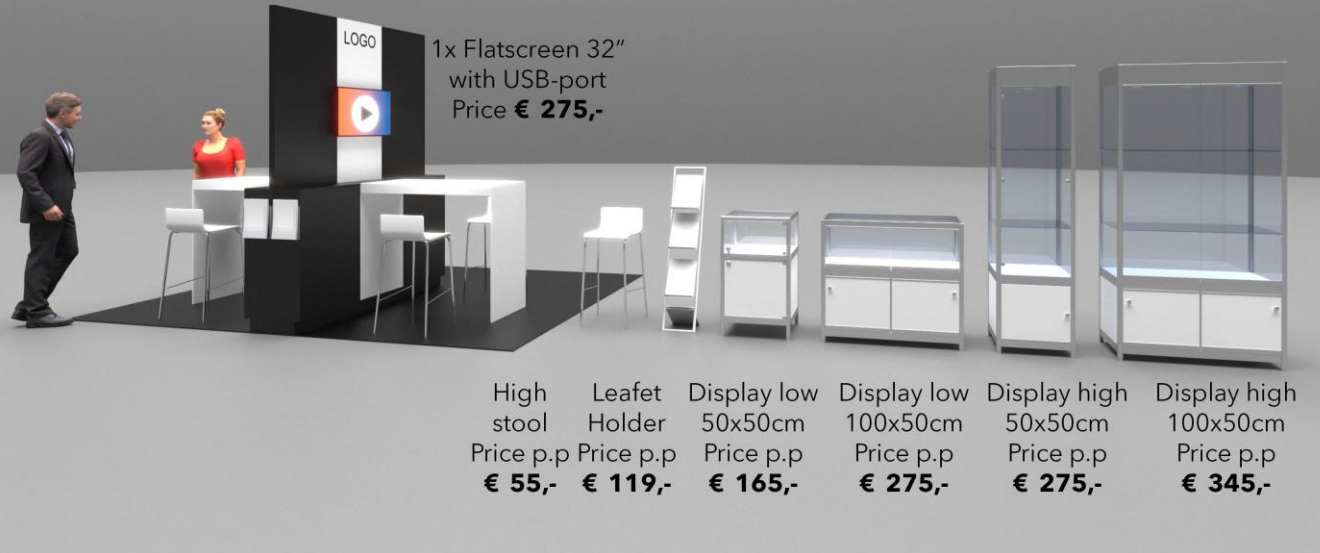 LOGO
1x Flatscreen 32”
with USB-port
Price € 275,-
High
stool
Price p.p
€ 55,-
Leafet
Holder
Price p.p
€ 119,-
Display low
50x50cm
Price p.p
€ 165,-
Display low
100x50cm
Price p.p
€ 275,-
Display high
50x50cm
Price p.p
€ 275,-
Display high
100x50cm
Price p.p
€ 345,-